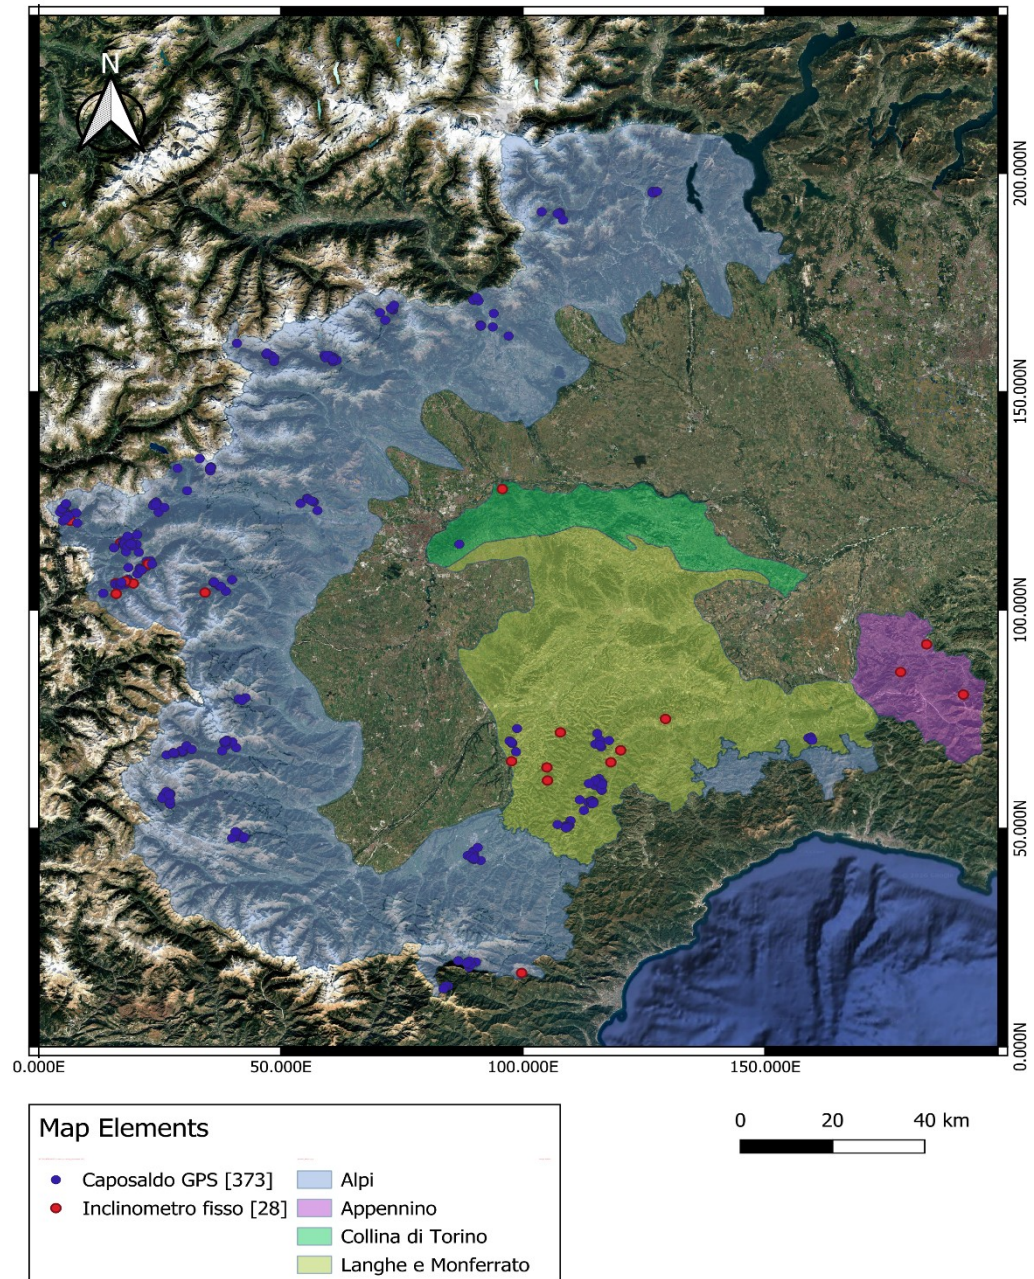 N
200.000N
150.000N
100.000N
50.000N
0.000N
0.000E
50.000E
100.000E
150.000E
Map Elements
Caposaldo GPS [373]
Inclinometro fisso [28]
Alpi
Appennino
Collina di Torino
Langhe e Monferrato
0
20
40 km